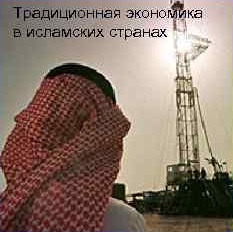 Традиционная экономика
в исламских странах